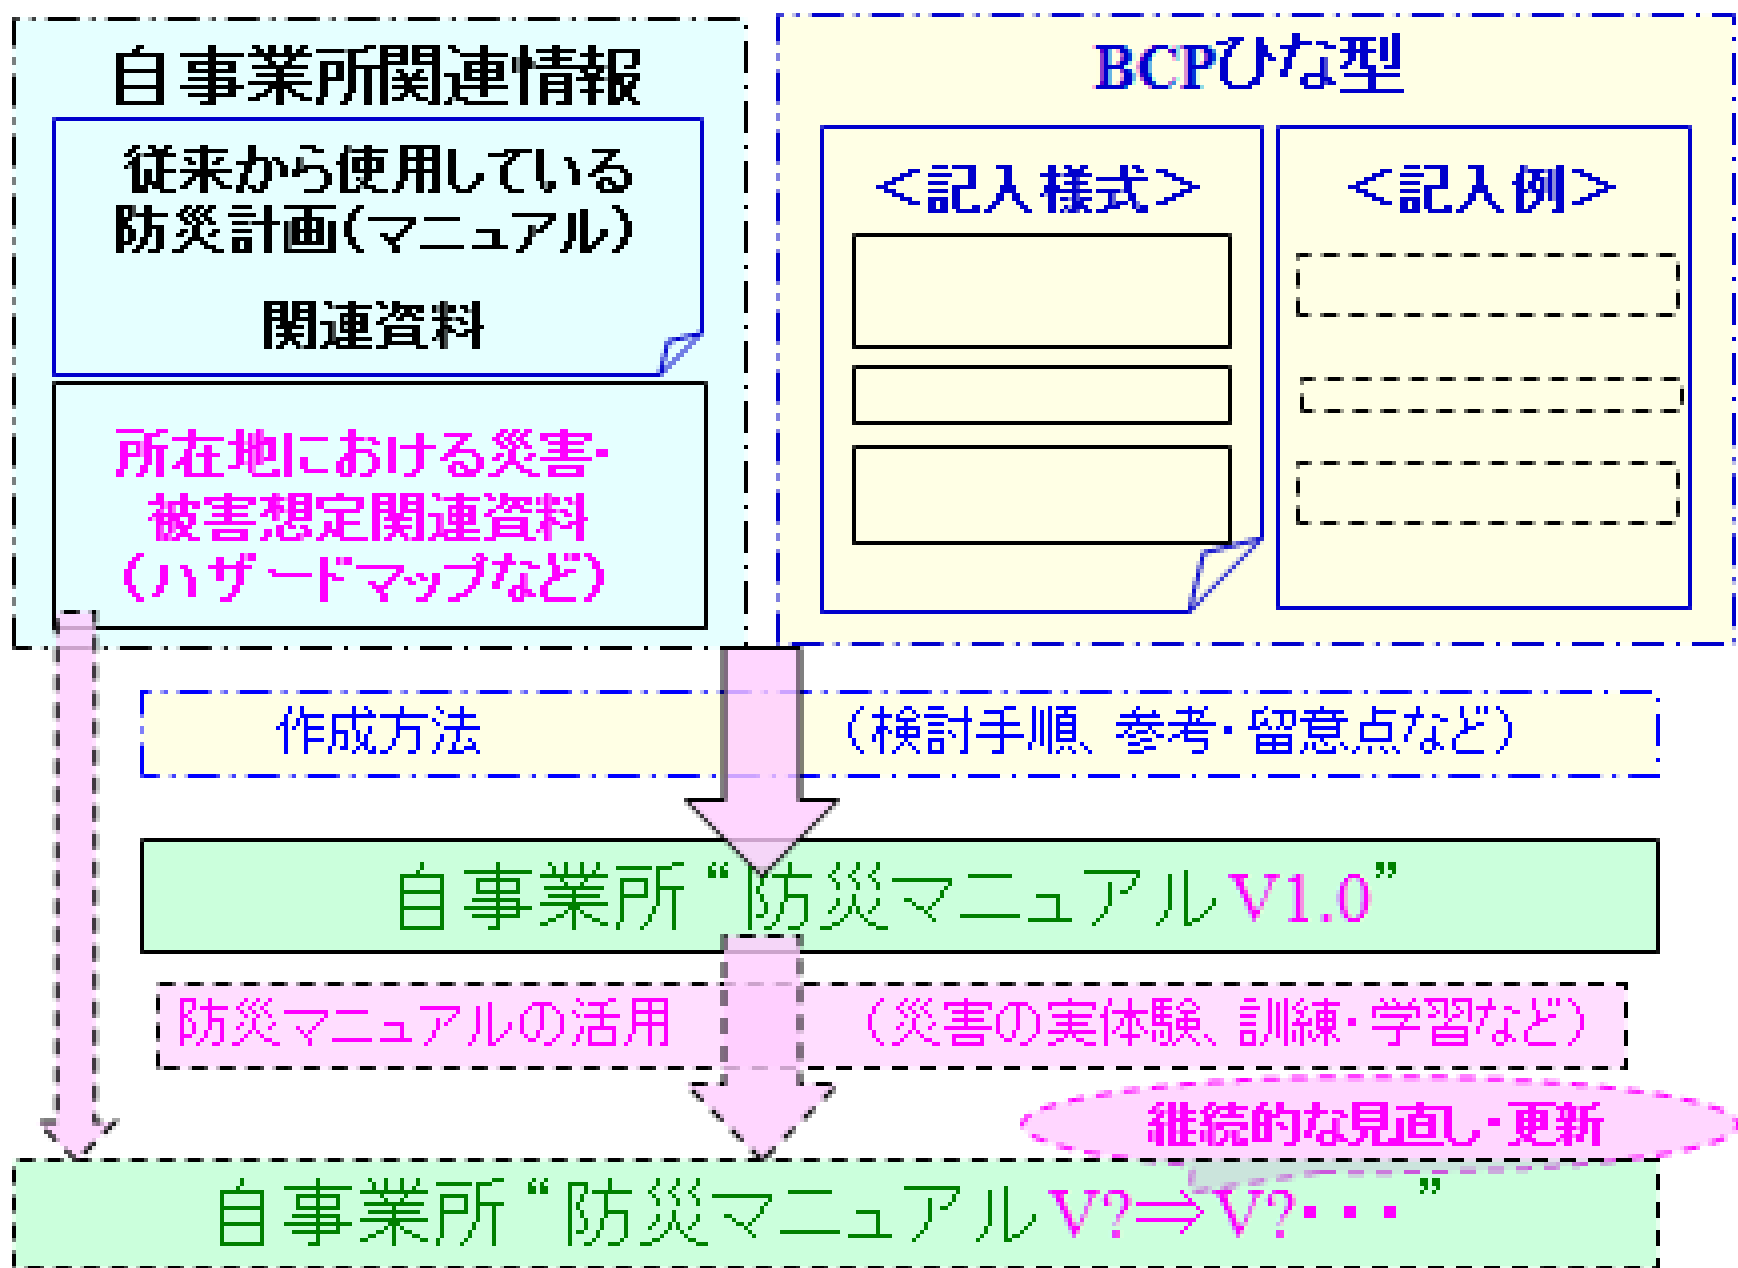 自事業所関連情報
従来から使用している
防災計画(マニュアル)
関連資料
所在地における災害・
被害想定関連資料
(ハザードマップなど)
BCPひな型
<記入様式>
<記入例>
作成方法 (検討手順、参考・留意点など)
自事業所“防災マニュアルV1.0”
防災マニュアルの活用 (災害の実体験、訓練・学習など)
継続的な見直し・更新
自事業所“防災マニュアルV?⇒V?・・・”